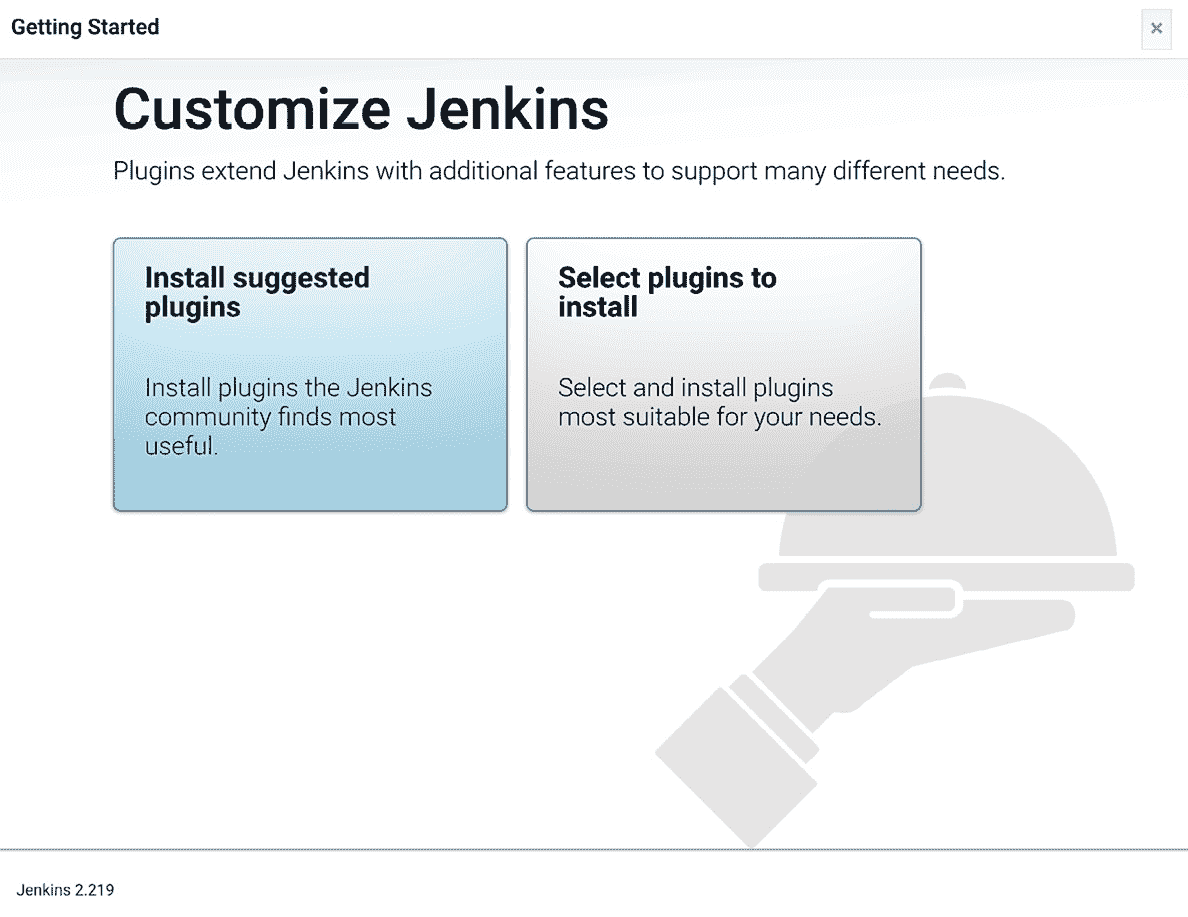 Getting Started
×
Customize Jenkins
Plugins extend Jenkins with additional features to support many different needs.
Install suggested
plugins
Install plugins the Jenkins
community finds most
useful.
Select plugins to
install
Select and install plugins
most suitable for your needs.
Jenkins 2.219